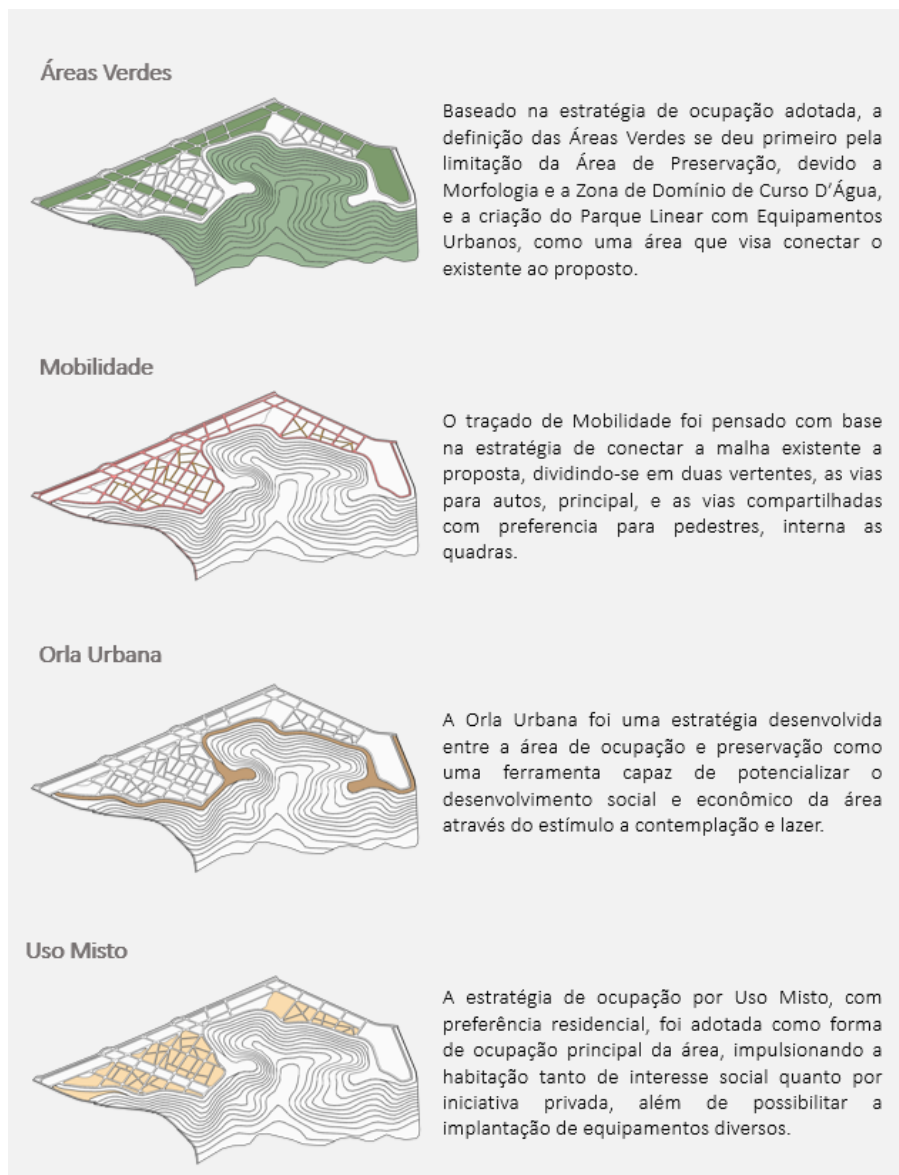 Áreas Verdes
Baseado na estratégia de ocupação adotada, a
definição das Áreas Verdes se deu primeiro pela
limitação da Área de Preservação, devido a
Morfologia e a Zona de Domínio de Curso D’Água,
e a criação do Parque Linear com Equipamentos
Urbanos, como uma área que visa conectar o
existente ao proposto.
Mobilidade
O traçado de Mobilidade foi pensado com base
na estratégia de conectar a malha existente a
proposta, dividindo-se em duas vertentes, as vias
para autos, principal, e as vias compartilhadas
com preferencia para pedestres, interna as
quadras.
Orla Urbana
A Orla Urbana foi uma estratégia desenvolvida
entre a área de ocupação e preservação como
uma ferramenta capaz de potencializar o
desenvolvimento social e econômico da área
através do estímulo a contemplação e lazer.
Uso Misto
A estratégia de ocupação por Uso Misto, com
preferência residencial, foi adotada como forma
de ocupação principal da área, impulsionando a
habitação tanto de interesse social quanto por
iniciativa privada, além de possibilitar a
implantação de equipamentos diversos.